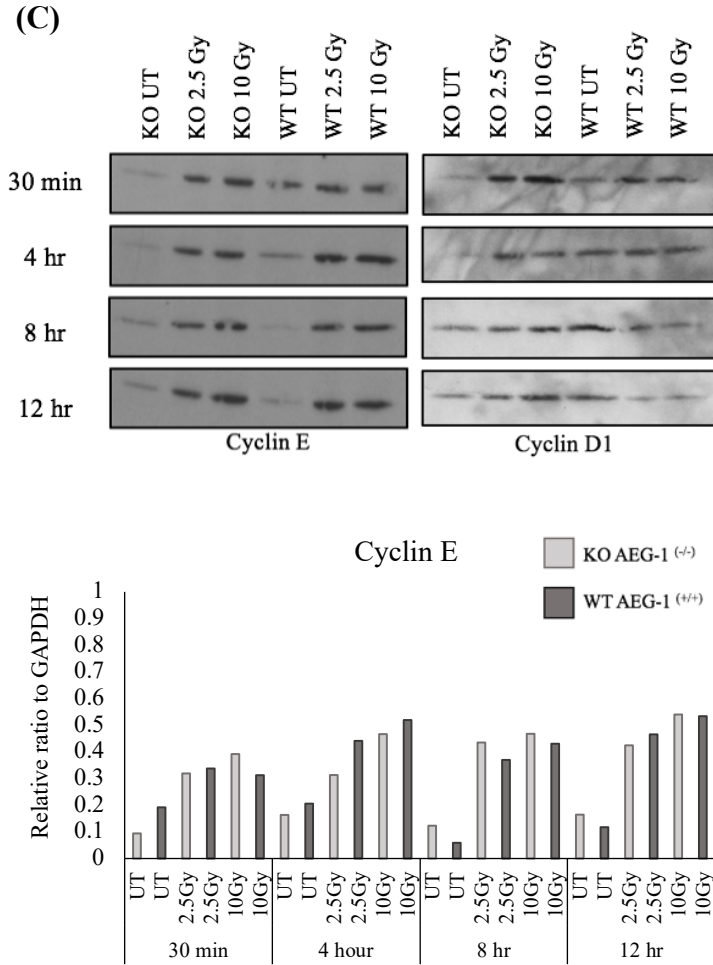 (C)
KO UT
KO 2.5 Gy
KO 10 Gy
WT UT
WT 2.5 Gy
WT 10 Gy
KO UT
KO 2.5 Gy
KO 10 Gy
WT UT
WT 2.5 Gy
WT 10 Gy
30 min
4 hr
8 hr
12 hr
Cyclin E
Cyclin D1
Cyclin E
KO AEG-1 (-/-)
WT AEG-1 (+/+)
Relative ratio to GAPDH
1
0.9
0.8
0.7
0.6
0.5
0.4
0.3
0.2
0.1
0
UT
UT
2.5Gy
2.5Gy
10Gy
10Gy
UT
UT
2.5Gy
2.5Gy
10Gy
10Gy
UT
UT
2.5Gy
2.5Gy
10Gy
10Gy
UT
UT
2.5Gy
2.5Gy
10Gy
10Gy
30 min
4 hour
8 hr
12 hr